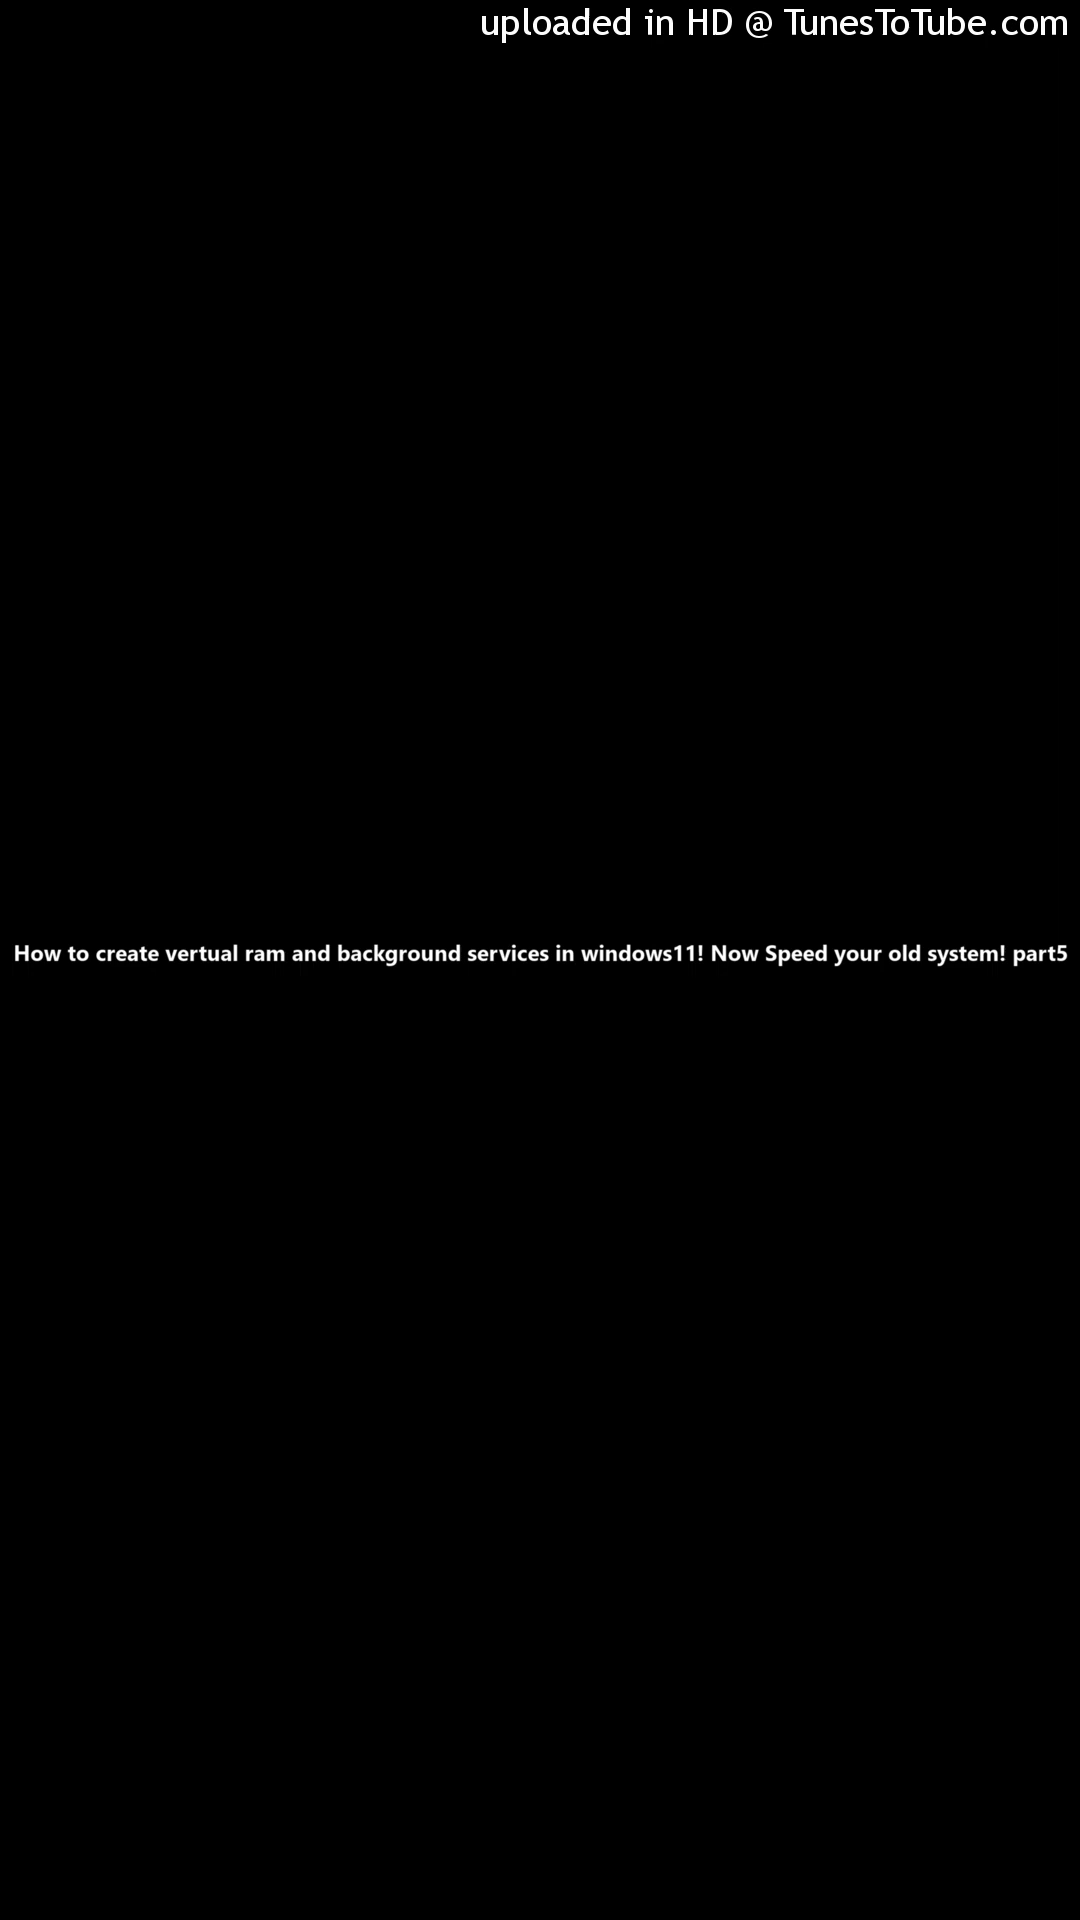 uploaded in HD @ TunesToTube.com
How to create vertual ram and background services in windows11! Now Speed your old system! part5